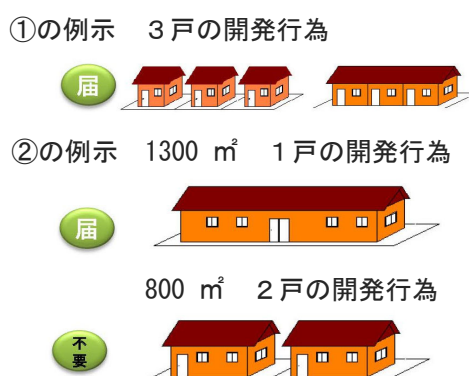 ①の例示　３戸の開発行為
届
②の例示　1300 ㎡　１戸の開発行為
届
800 ㎡　２戸の開発行為
不要